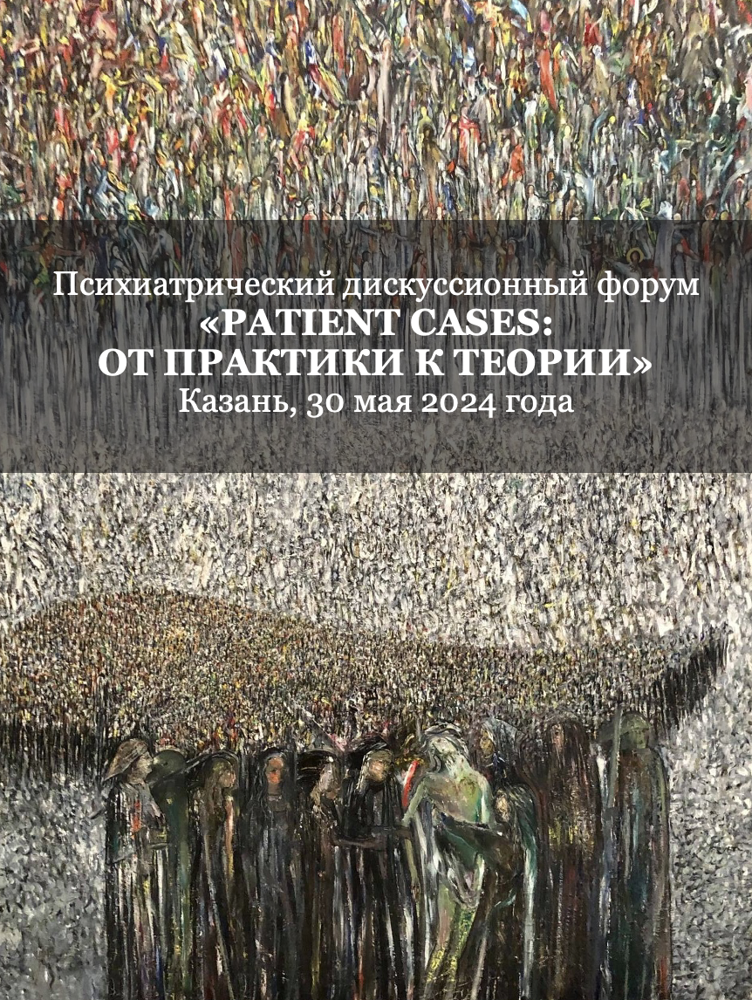 Психиатрический дискуссионный форум
«PATIENT CASES:
ОТ ПРАКТИКИ К ТЕОРИИ»
Казань, 30 мая 2024 года